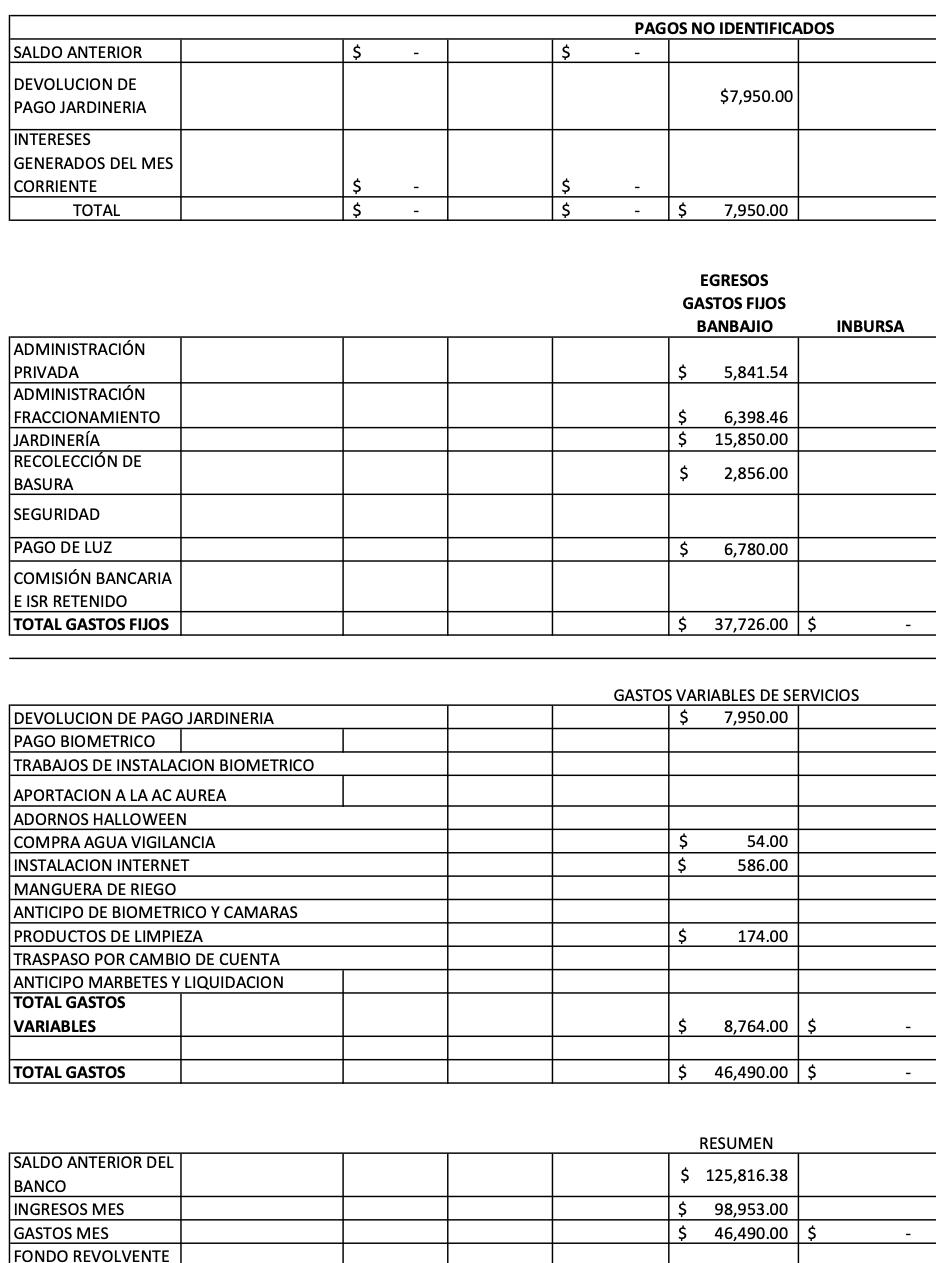 PAGOS NO IDENTIFICADOS
SALDO ANTERIOR $ - $ -
DEVOLUCION DE
PAGO JARDINERIA $7,950.00
INTERESES
GENERADOS DEL MES
CORRIENTE $ - $ -
TOTAL $ - $ - $ 7,950.00
EGRESOS
GASTOS FIJOS
BANBAJIO INBURSA
ADMINISTRACIÓN
PRIVADA $ 5,841.54
ADMINISTRACIÓN
FRACCIONAMIENTO $ 6,398.46
JARDINERÍA $ 15,850.00
RECOLECCIÓN DE
BASURA $ 2,856.00
SEGURIDAD
PAGO DE LUZ $ 6,780.00
COMISIÓN BANCARIA
E ISR RETENIDO
TOTAL GASTOS FIJOS $ 37,726.00 $ -
GASTOS VARIABLES DE SERVICIOS
DEVOLUCION DE PAGO JARDINERIA $ 7,950.00
PAGO BIOMETRICO
TRABAJOS DE INSTALACION BIOMETRICO
APORTACION A LA AC AUREA
ADORNOS HALLOWEEN
COMPRA AGUA VIGILANCIA $ 54.00
INSTALACION INTERNET $ 586.00
MANGUERA DE RIEGO
ANTICIPO DE BIOMETRICO Y CAMARAS
PRODUCTOS DE LIMPIEZA $ 174.00
TRASPASO POR CAMBIO DE CUENTA
ANTICIPO MARBETES Y LIQUIDACION
TOTAL GASTOS
VARIABLES $ 8,764.00 $ -
TOTAL GASTOS $ 46,490.00 $ -
RESUMEN
SALDO ANTERIOR DEL
BANCO $ 125,816.38
INGRESOS MES $ 98,953.00
GASTOS MES $ 46,490.00 $ -
FONDO REVOLVENTE